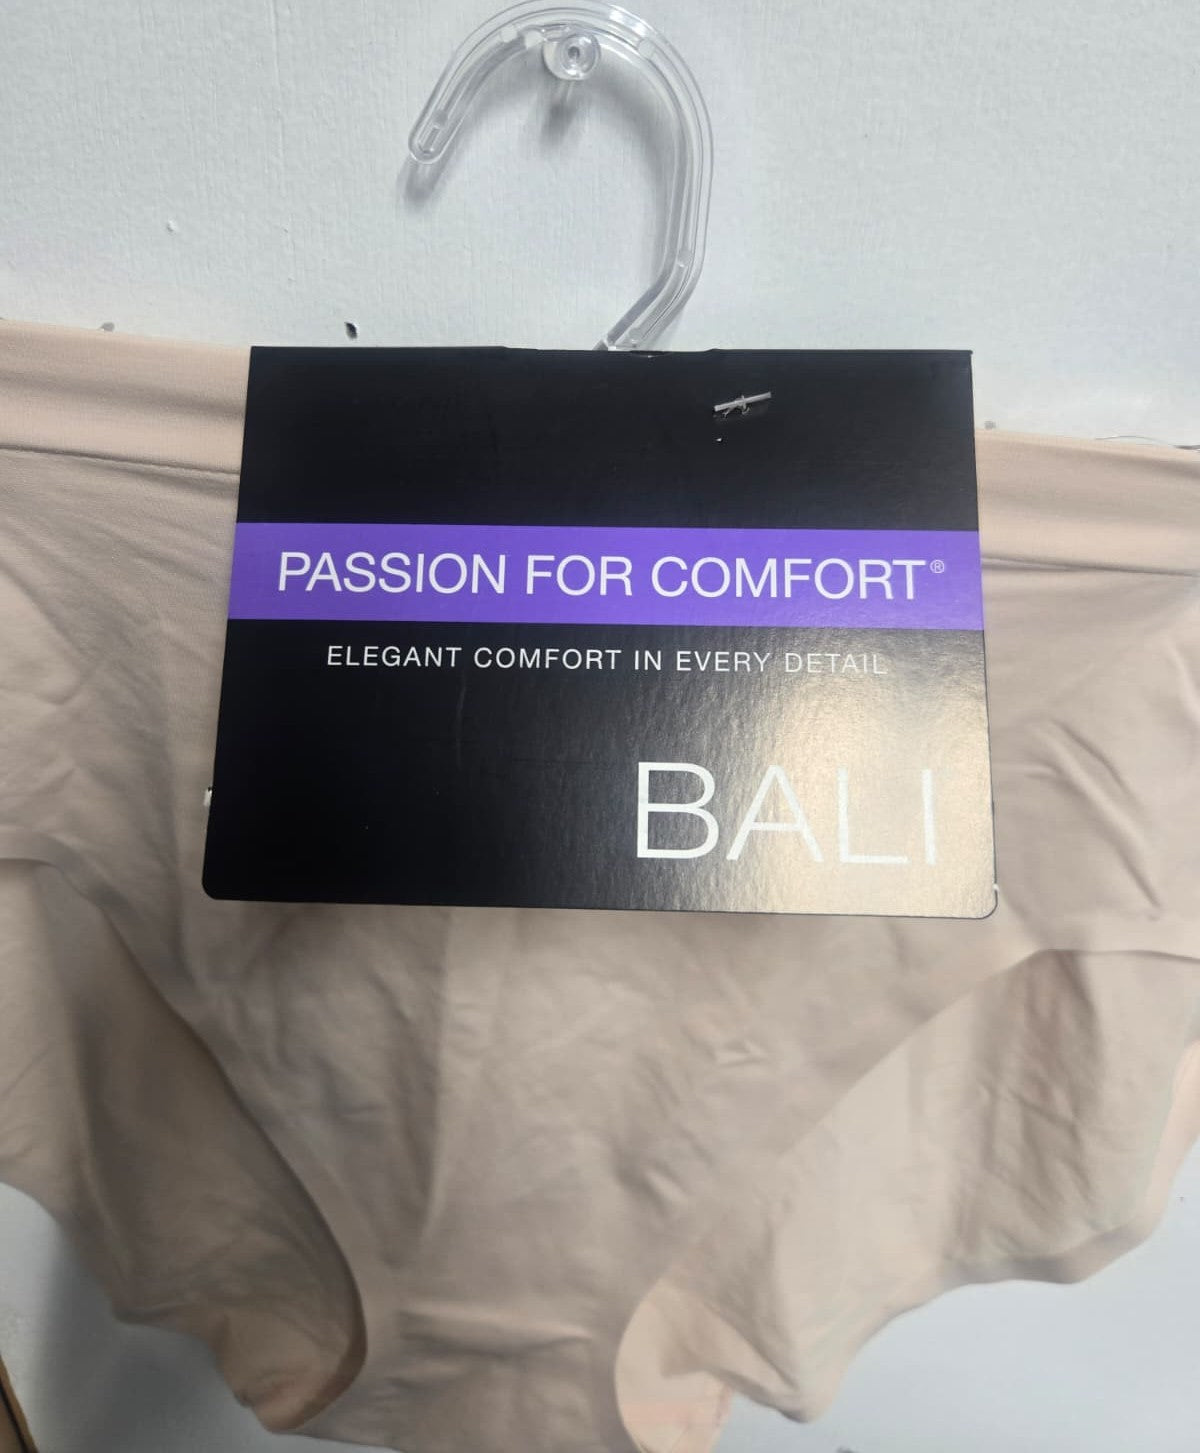 PASSION FOR COMFORT®
ELEGANT COMFORT IN EVERY DETAIL
BALI